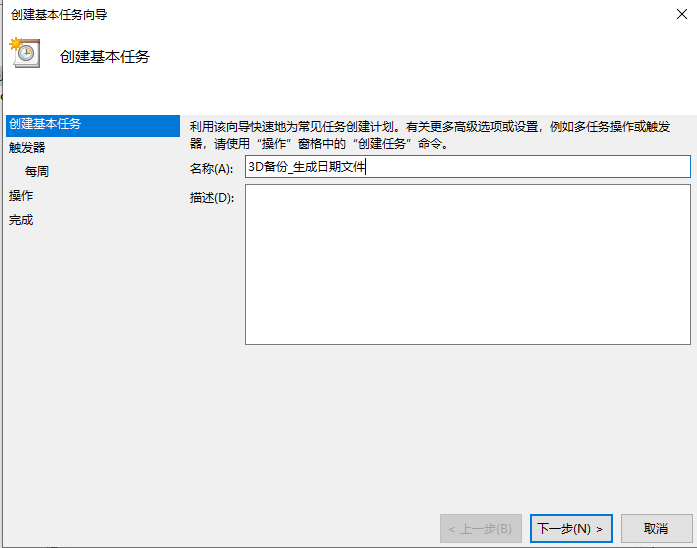 创建基本任务向导
创建基本任务
创建基本任务
触发器
每周
操作
完成
利用该向导快速地为常见任务创建计划。有关更多高级选项或设置，例如多任务操作或触发
器，请使用“操作”窗格中的“创建任务”命令。
名称(A):
3D备份_生成日期文件
描述(D):
< 上一步(B)
下一步(N) >
取消